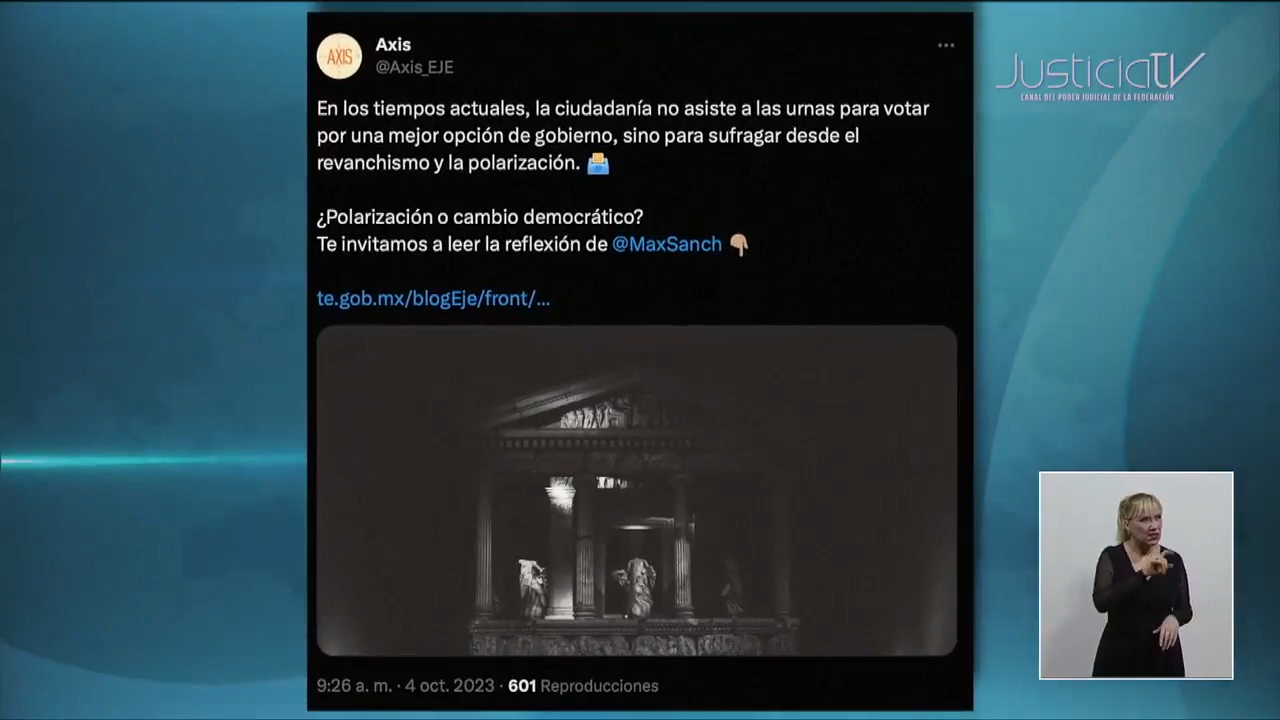 AXIS
Axis
@Axis_EJE
En los tiempos actuales, la ciudadanía no asiste a las urnas para votar
por una mejor opción de gobierno, sino para sufragar desde el
revanchismo y la polarización. 🗳️
¿Polarización o cambio democrático?
Te invitamos a leer la reflexión de @MaxSanch 👇🏼
te.gob.mx/blogEje/front/...
9:26 a. m. · 4 oct. 2023 · 601 Reproducciones
JusticiaTV
CANAL DEL PODER JUDICIAL DE LA FEDERACIÓN